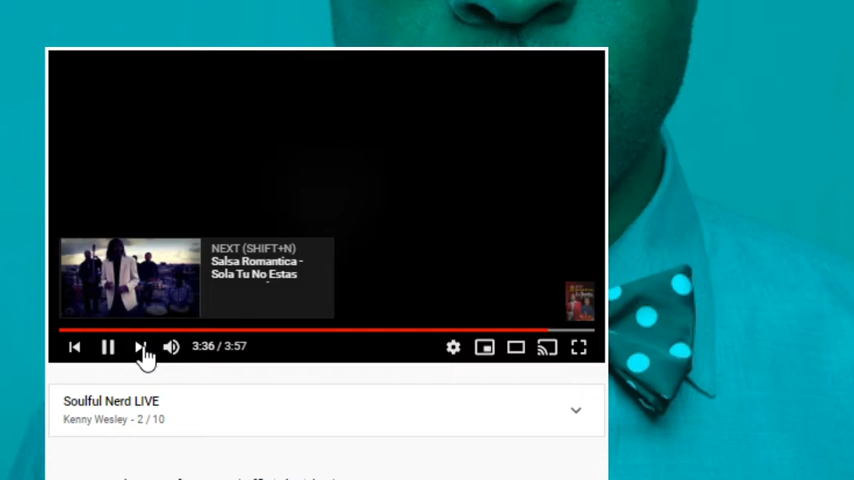 NEXT (SHIFT+N)
Salsa Romantica -
Sola Tu No Estas
3:36 / 3:57
Soulful Nerd LIVE
Kenny Wesley - 2 / 10